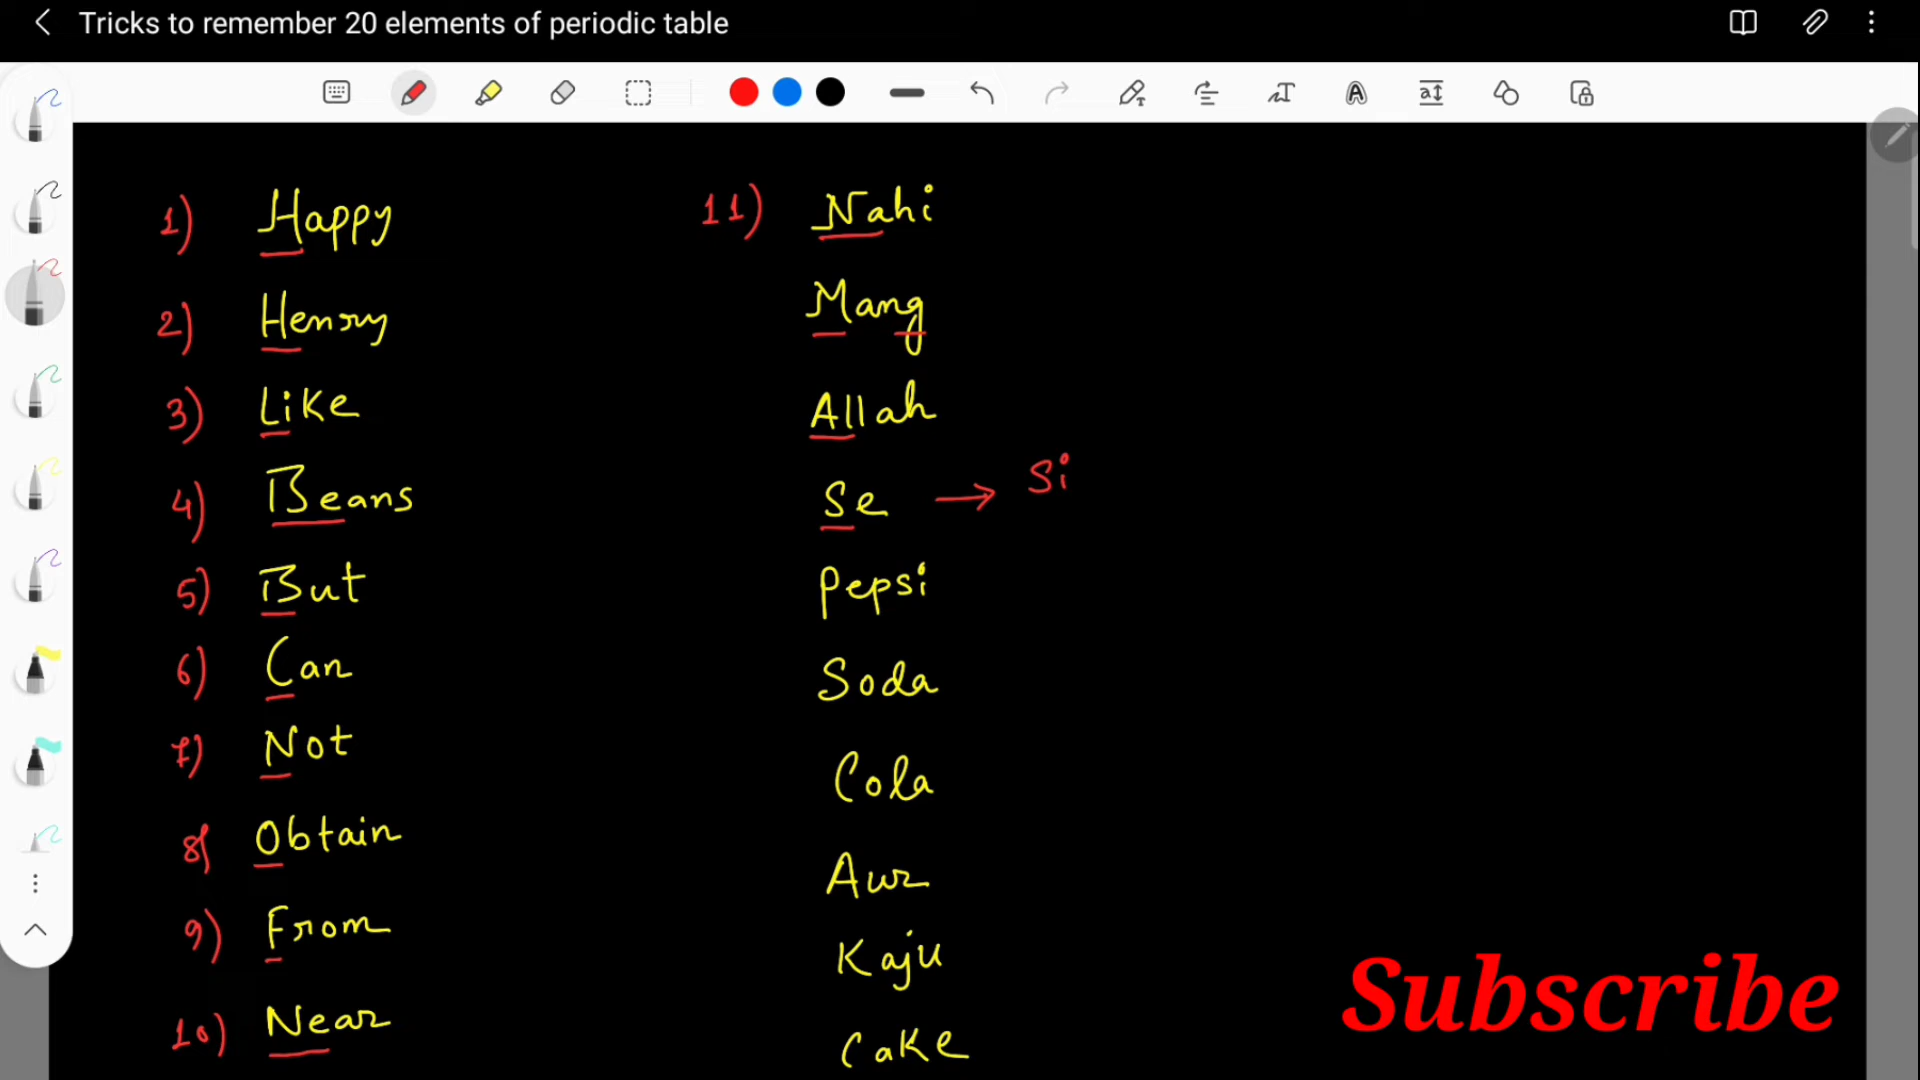 Tricks to remember 20 elements of periodic table
1) Happy
2) Henry
3) Like
4) Beans
5) But
6) Can
7) Not
8) Obtain
9) From
10) Near
11) Nahi
Mang
Allah
Se → Si
Pepsi
Soda
Cola
Aur
Kaju
Cake
Subscribe